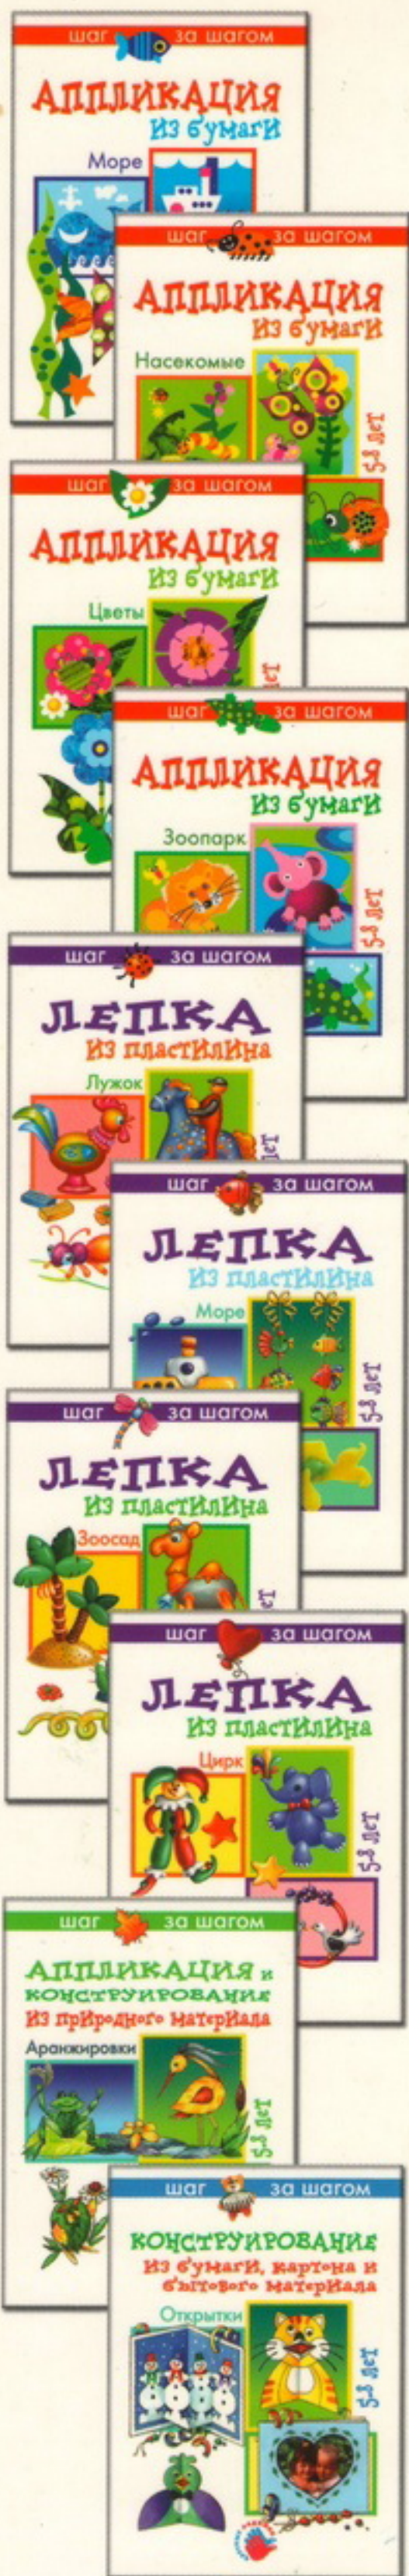 шаг за шагом
АППЛИКАЦИЯ
из бумаги
Море
шаг за шагом
АППЛИКАЦИЯ
из бумаги
Насекомые
5-8 лет
шаг за шагом
АППЛИКАЦИЯ
из бумаги
Цветы
лет
шаг за шагом
АППЛИКАЦИЯ
из бумаги
Зоопарк
5-8 лет
шаг за шагом
ЛЕПКА
из пластилина
Лужок
лет
шаг за шагом
ЛЕПКА
из пластилина
Море
5-8 лет
шаг за шагом
ЛЕПКА
из пластилина
Зоосад
ет
шаг за шагом
ЛЕПКА
из пластилина
Цирк
5-8 лет
шаг за шагом
АППЛИКАЦИЯ и
КОНСТРУИРОВАНИЕ
из природного материала
Аранжировки
5-8 лет
шаг за шагом
КОНСТРУИРОВАНИЕ
из бумаги, картона и
бытового материала
Открытки
5-8 лет